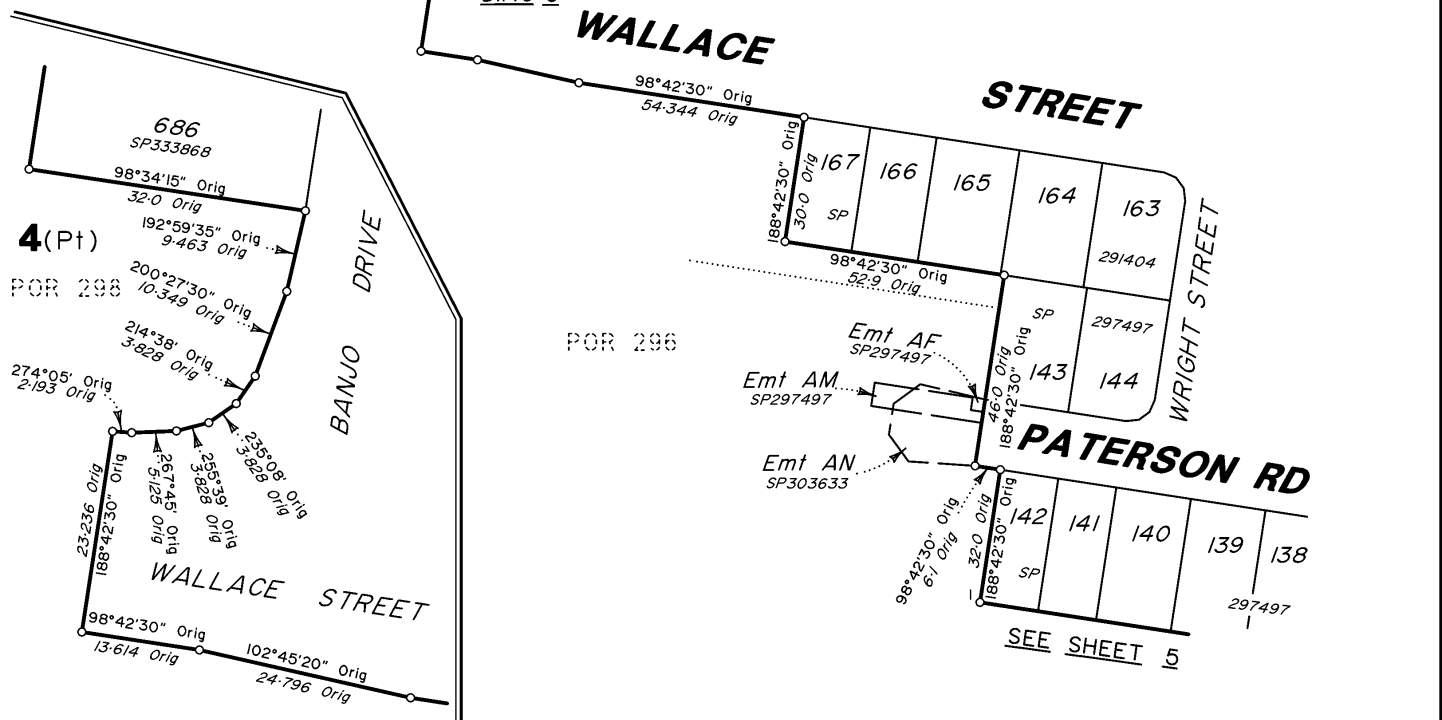 WALLACE
STREET
98°42'30" Orig
54·344 Orig
188°42'30" Orig
30·0 Orig
167
166
165
164
163
SP
291404
98°42'30" Orig
52·9 Orig
WRIGHT STREET
686
SP333868
98°34'15" Orig
32·0 Orig
4(Pt)
POR 298
192°59'35" Orig
9·463 Orig
200°27'30" Orig
10·349 Orig
214°38' Orig
3·828 Orig
274°05' Orig
2·193 Orig
BANJO DRIVE
235°08' Orig
3·828 Orig
255°39' Orig
3·828 Orig
267°45' Orig
5·125 Orig
23·236 Orig
188°42'30" Orig
WALLACE STREET
98°42'30" Orig
13·614 Orig
102°45'20" Orig
24·796 Orig
POR 296
Emt AF
SP297497
Emt AM
SP297497
Emt AN
SP303633
46·0 Orig
188°42'30" Orig
SP
297497
143
144
PATERSON RD
98°42'30" Orig
6·1 Orig
32·0 Orig
188°42'30" Orig
142
141
140
139
138
SP
297497
SEE SHEET 5